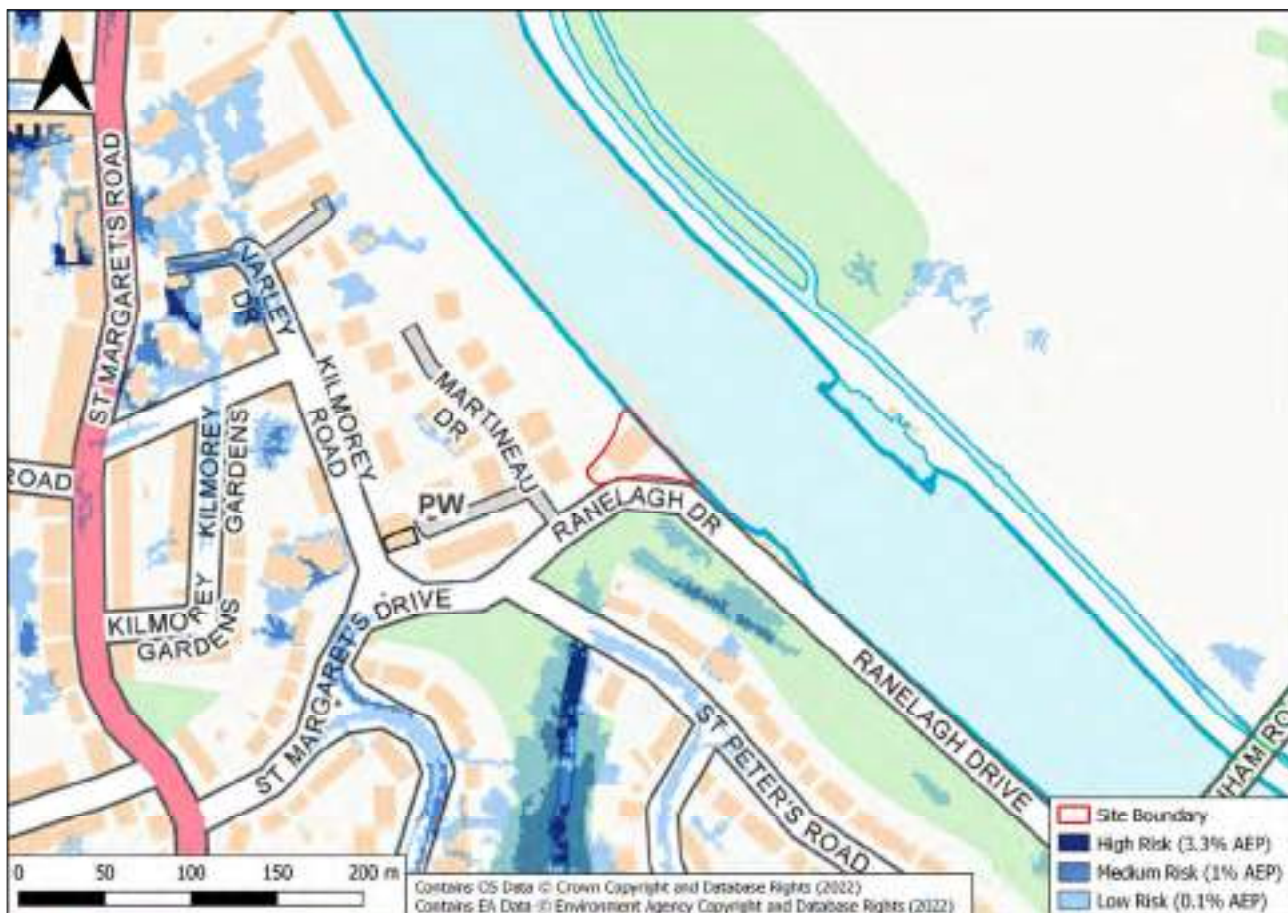 UE
ST MARGARET'S ROAD
VARLEY
DR
KILMOREY
ROAD
MARTINEAU
DR
KILMOREY
GARDENS
ROAD
PW
RANELAGH DR
KILMOREY
GARDENS
ST MARGARET'S DRIVE
RANELAGH DRIVE
ST PETER'S ROAD
0 50 100 150 200 m
Contains OS Data © Crown Copyright and Database Rights (2022)
Contains EA Data © Environment Agency Copyright and Database Rights (2022)
Site Boundary
High Risk (3.3% AEP)
Medium Risk (1% AEP)
Low Risk (0.1% AEP)